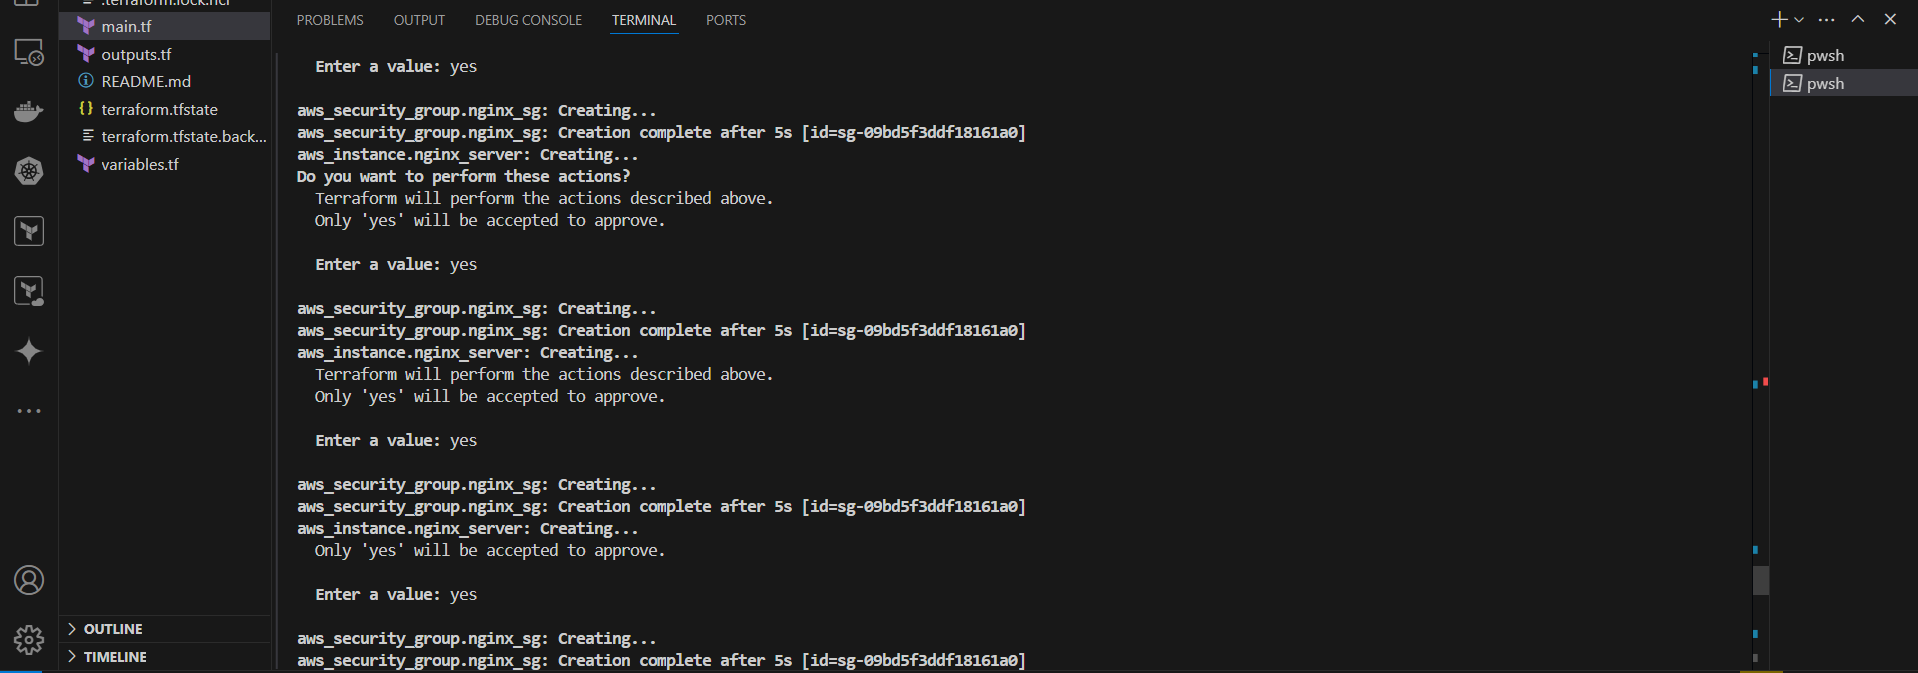 .terraform.lock.hcl
main.tf
outputs.tf
README.md
terraform.tfstate
terraform.tfstate.back...
variables.tf
OUTLINE
TIMELINE
PROBLEMS OUTPUT DEBUG CONSOLE TERMINAL PORTS
Enter a value: yes
aws_security_group.nginx_sg: Creating...
aws_security_group.nginx_sg: Creation complete after 5s [id=sg-09bd5f3ddf18161a0]
aws_instance.nginx_server: Creating...
Do you want to perform these actions?
Terraform will perform the actions described above.
Only 'yes' will be accepted to approve.
Enter a value: yes
aws_security_group.nginx_sg: Creating...
aws_security_group.nginx_sg: Creation complete after 5s [id=sg-09bd5f3ddf18161a0]
aws_instance.nginx_server: Creating...
Terraform will perform the actions described above.
Only 'yes' will be accepted to approve.
Enter a value: yes
aws_security_group.nginx_sg: Creating...
aws_security_group.nginx_sg: Creation complete after 5s [id=sg-09bd5f3ddf18161a0]
aws_instance.nginx_server: Creating...
Only 'yes' will be accepted to approve.
Enter a value: yes
aws_security_group.nginx_sg: Creating...
aws_security_group.nginx_sg: Creation complete after 5s [id=sg-09bd5f3ddf18161a0]
pwsh
pwsh